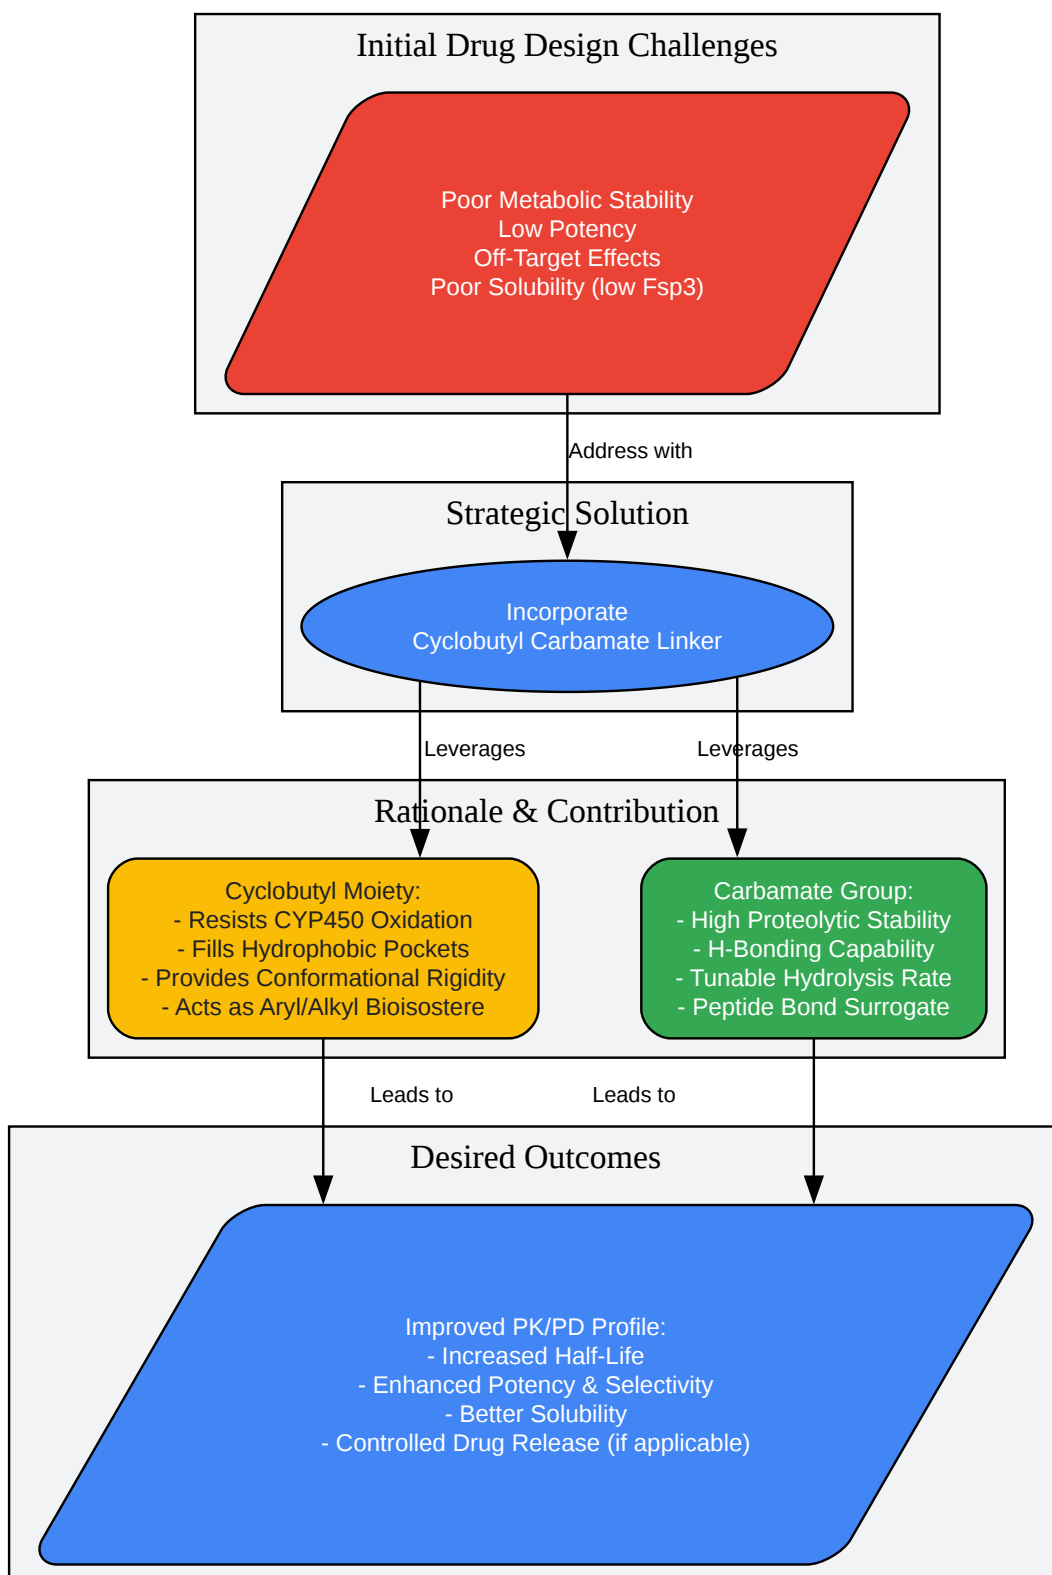 Initial Drug Design Challenges
Poor Metabolic Stability
Low Potency
Off-Target Effects
Poor Solubility (low Fsp3)
Address with
Strategic Solution
Incorporate
Cyclobutyl Carbamate Linker
Leverages
Leverages
Rationale & Contribution
Cyclobutyl Moiety:
- Resists CYP450 Oxidation
- Fills Hydrophobic Pockets
- Provides Conformational Rigidity
- Acts as Aryl/Alkyl Bioisostere
Carbamate Group:
- High Proteolytic Stability
- H-Bonding Capability
- Tunable Hydrolysis Rate
- Peptide Bond Surrogate
Leads to
Leads to
Desired Outcomes
Improved PK/PD Profile:
- Increased Half-Life
- Enhanced Potency & Selectivity
- Better Solubility
- Controlled Drug Release (if applicable)